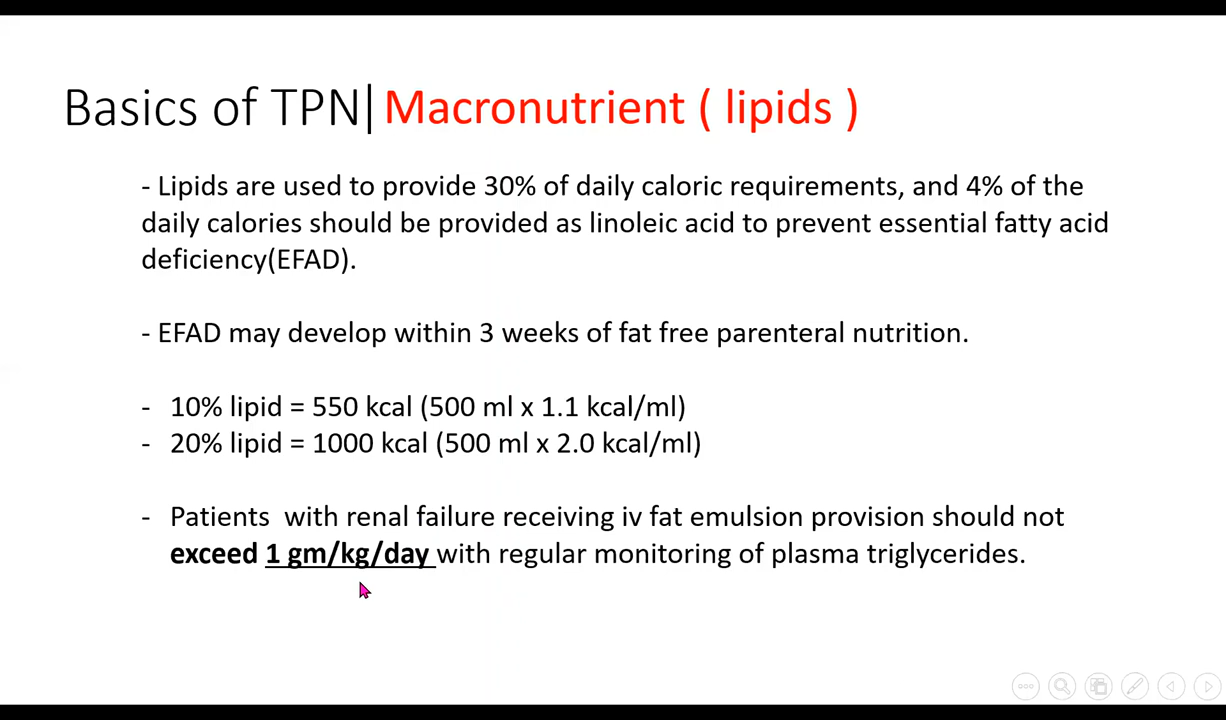 Basics of TPN| Macronutrient ( lipids )
- Lipids are used to provide 30% of daily caloric requirements, and 4% of the
daily calories should be provided as linoleic acid to prevent essential fatty acid
deficiency(EFAD).
- EFAD may develop within 3 weeks of fat free parenteral nutrition.
- 10% lipid = 550 kcal (500 ml x 1.1 kcal/ml)
- 20% lipid = 1000 kcal (500 ml x 2.0 kcal/ml)
- Patients with renal failure receiving iv fat emulsion provision should not
exceed 1 gm/kg/day with regular monitoring of plasma triglycerides.